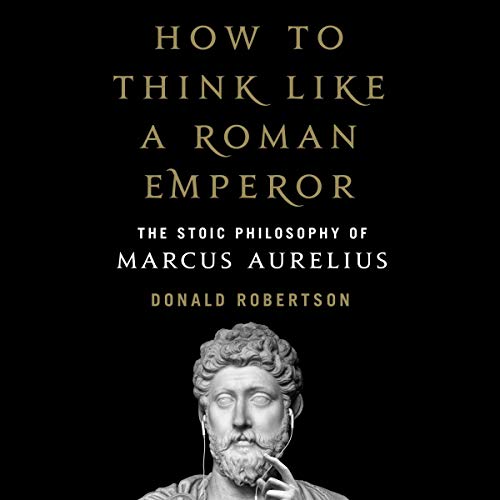 HOW TO
THINK LIKE
A ROMAN
EMPEROR
THE STOIC PHILOSOPHY OF
MARCUS AURELIUS
DONALD ROBERTSON